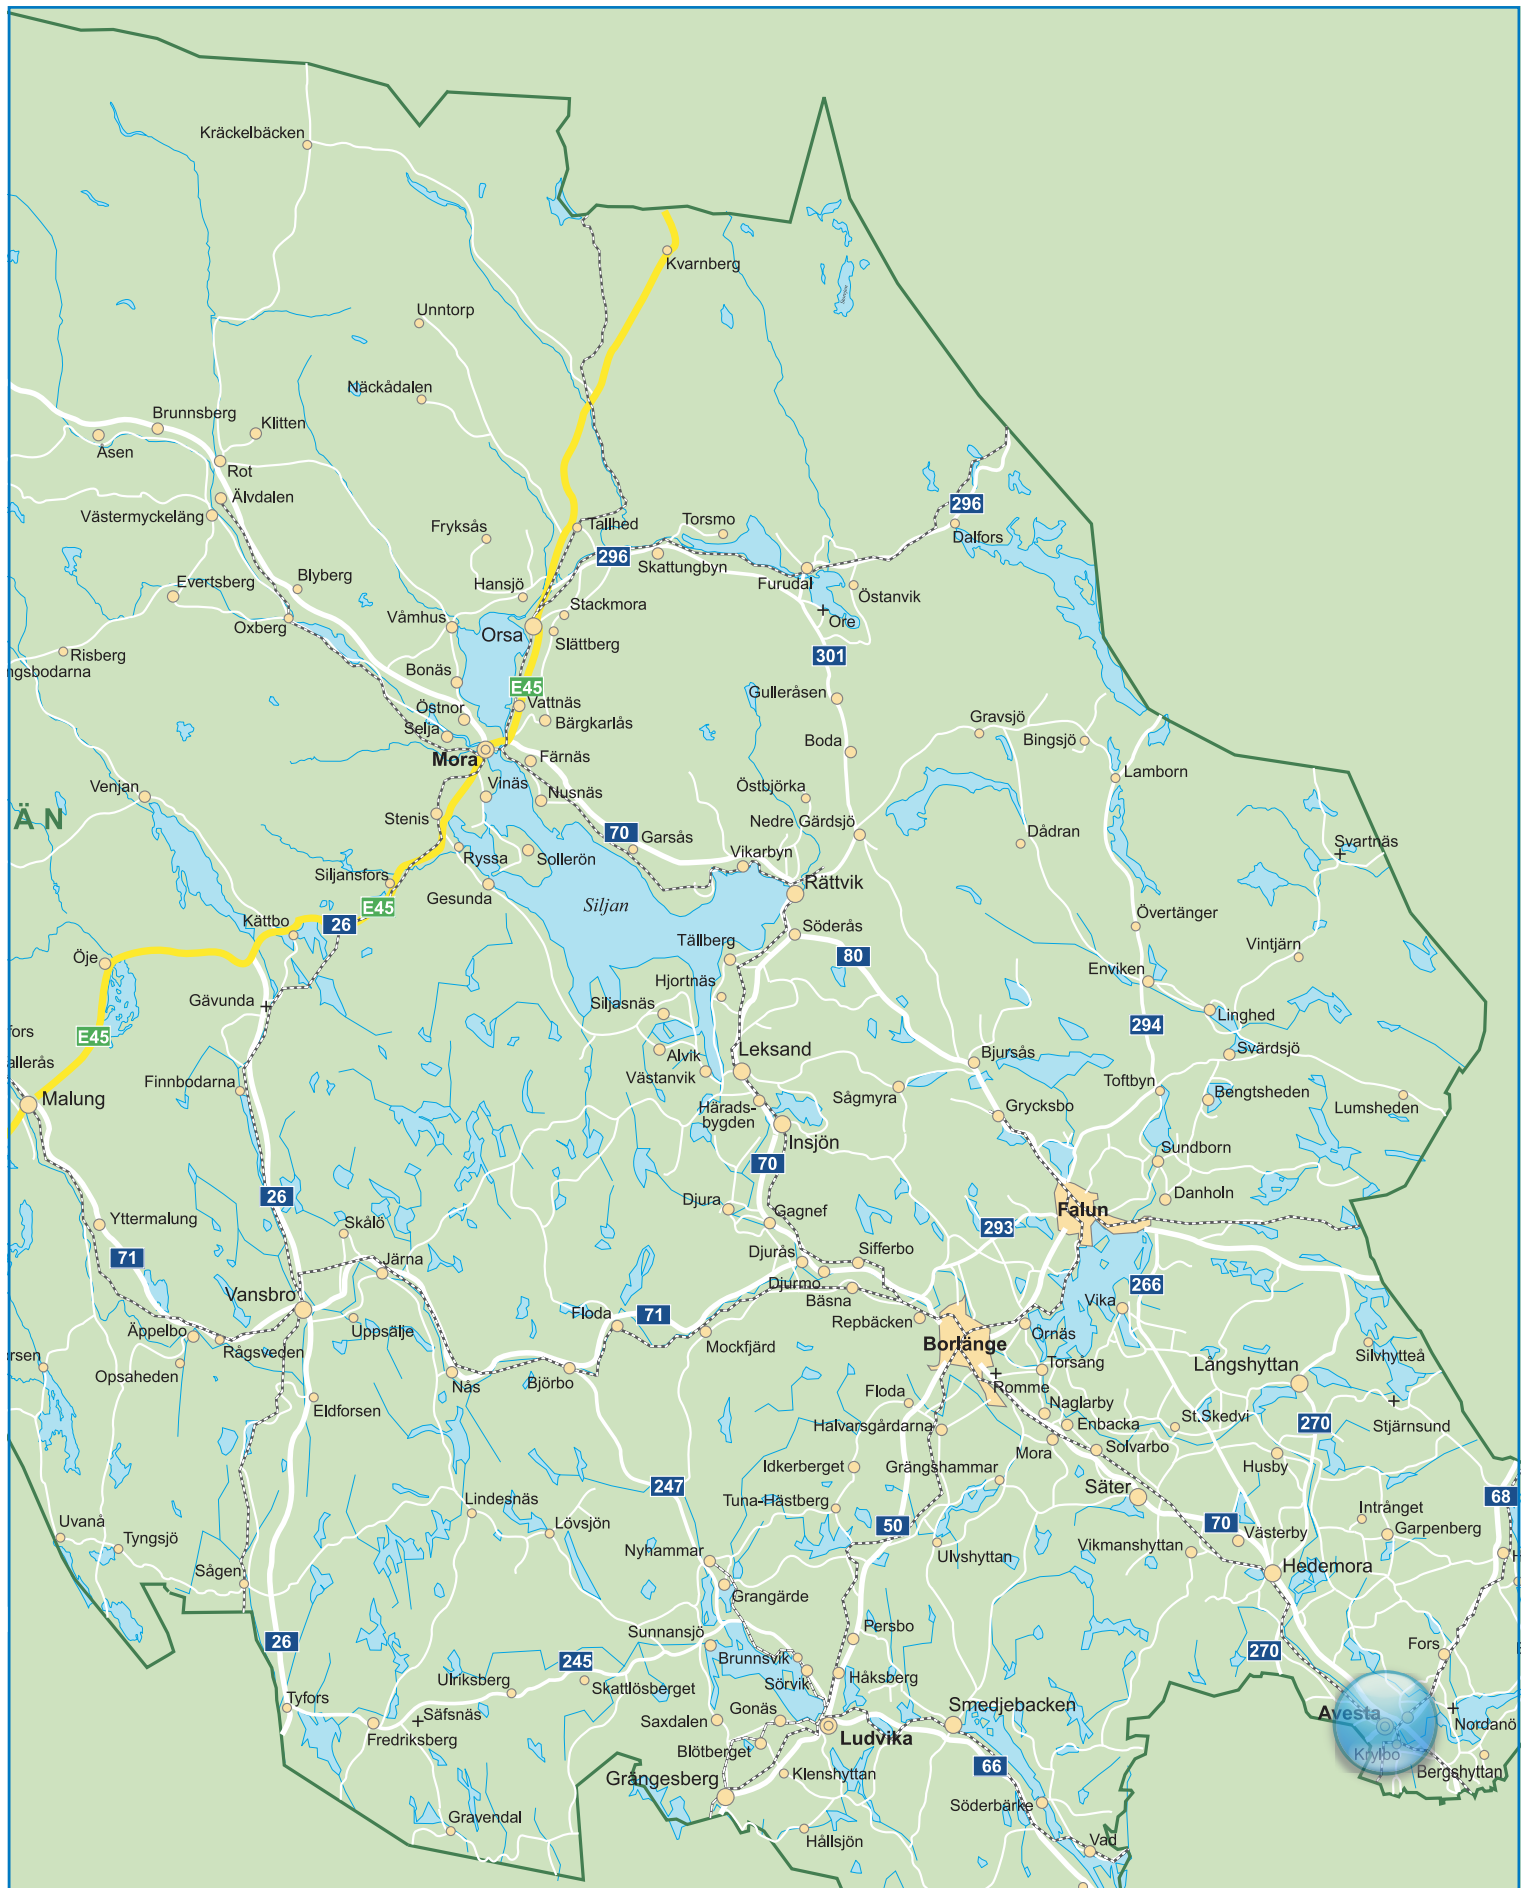 Kräckelbäcken
Kvarnberg
Storejen
Unntorp
Näckådalen
Brunnsberg
Klitten
Åsen
Rot
Älvdalen
Västermyckeläng
296
Fryksås
Tallhed
Torsmo
Dalfors
296
Skattungbyn
Furudal
Östanvik
Evertsberg
Blyberg
Hansjö
Stackmora
Ore
Oxberg
Våmhus
Orsa
Slättberg
Risberg
ngsbodarna
Bonäs
301
E45
Gulleråsen
Östnor
Vattnäs
Bärgkarlås
Selja
Gravsjö
Bingsjö
Mora
Färnäs
Boda
Lamborn
Venjan
Vinäs
Nusnäs
Östbjörka
ÄN
Stenis
70
Garsås
Nedre Gärdsjö
Dådran
Svartnäs
Ryssa
Sollerön
Vikarbyn
Siljansfors
Gesunda
Rättvik
E45
Siljan
Kättbo
26
Söderås
Övertänger
Öje
Tällberg
80
Vintjärn
Hjortnäs
Enviken
Gävunda
Siljasnäs
Linghed
fors
E45
294
allerås
Alvik
Leksand
Bjursås
Svärdsjö
Finnbodarna
Västanvik
Toftbyn
Bengtsheden
Malung
Sågmyra
Lumsheden
Härads-
bygden
Grycksbo
Insjön
Sundborn
70
26
Djura
Danholn
Yttermalung
Skålö
Gagnef
Falun
293
71
Järna
Djurås
Sifferbo
Vansbro
Djurmo
266
Bäsna
Vika
Floda
71
Repbäcken
Äppelbo
Uppsälje
Mockfjärd
Örnäs
Rågsveden
Borlänge
Silvhytteå
ersen
Opsaheden
Torsång
Långshyttan
Nås
Björbo
Romme
Eldforsen
Floda
Naglarby
Enbacka
St.Skedvi
270
Stjärnsund
Halvarsgårdarna
Mora
Solvarbo
Idkerberget
Grängshammar
Husby
247
Säter
68
Lindesnäs
Tuna-Hästberg
Intrånget
Uvanå
Lövsjön
50
70
Garpenberg
Tyngsjö
Ulvshyttan
Västerby
Nyhammar
Vikmanshyttan
H
Sågen
Hedemora
Grangärde
Sunnansjö
Persbo
26
Fors
245
Brunnsvik
270
Ulriksberg
Skattlösberget
Sörvik
Håksberg
Tyfors
Säfsnäs
Saxdalen
Gonäs
Smedjebacken
Avesta
Nordanö
Fredriksberg
Ludvika
Blötberget
Krylbo
66
Bergshyttan
Grängesberg
Klenshyttan
Söderbärke
Gravendal
Hällsjön
Vad